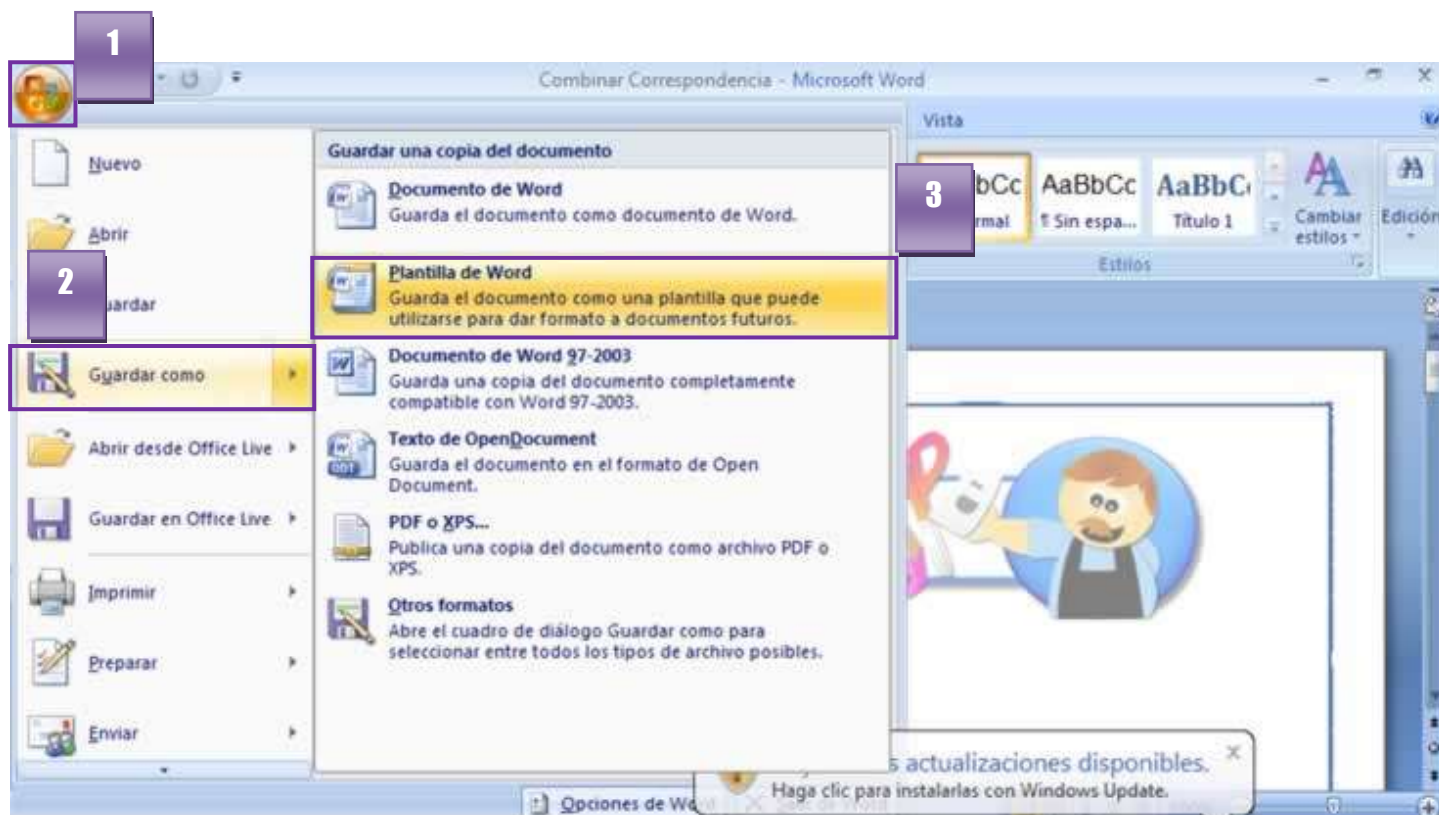 1
Combinar Correspondencia - Microsoft Word
Vista
Nuevo
Abrir
2
uardar
Guardar como
Abrir desde Office Live
Guardar en Office Live
Imprimir
Preparar
Enviar
Guardar una copia del documento
Documento de Word
Guarda el documento como documento de Word.
Plantilla de Word
Guarda el documento como una plantilla que puede
utilizarse para dar formato a documentos futuros.
Documento de Word 97-2003
Guarda una copia del documento completamente
compatible con Word 97-2003.
Texto de OpenDocument
Guarda el documento en el formato de Open
Document.
PDF o XPS...
Publica una copia del documento como archivo PDF o
XPS.
Otros formatos
Abre el cuadro de diálogo Guardar como para
seleccionar entre todos los tipos de archivo posibles.
3
bCc AaBbCc AaBbC
rmal ¶ Sin espa... Título 1
Cambiar
estilos
Edición
Estilos
actualizaciones disponibles.
Haga clic para instalarlas con Windows Update.
Opciones de Wo